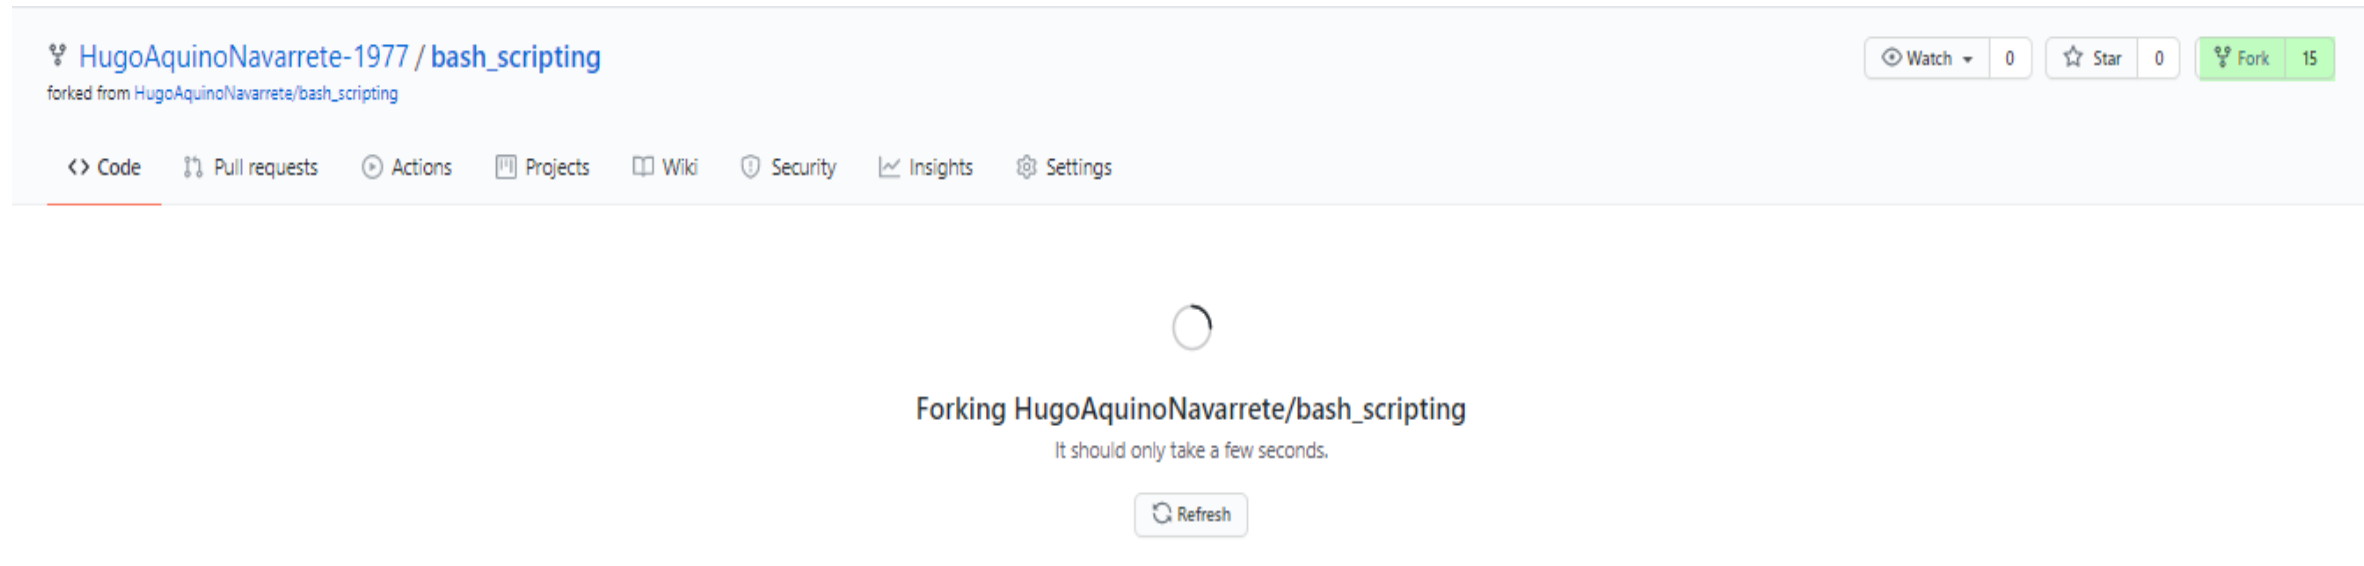 HugoAquinoNavarrete-1977 / bash_scripting
Watch 0 Star 0 Fork 15
forked from HugoAquinoNavarrete/bash_scripting
<> Code Pull requests Actions Projects Wiki Security Insights Settings
Forking HugoAquinoNavarrete/bash_scripting
It should only take a few seconds.
Refresh